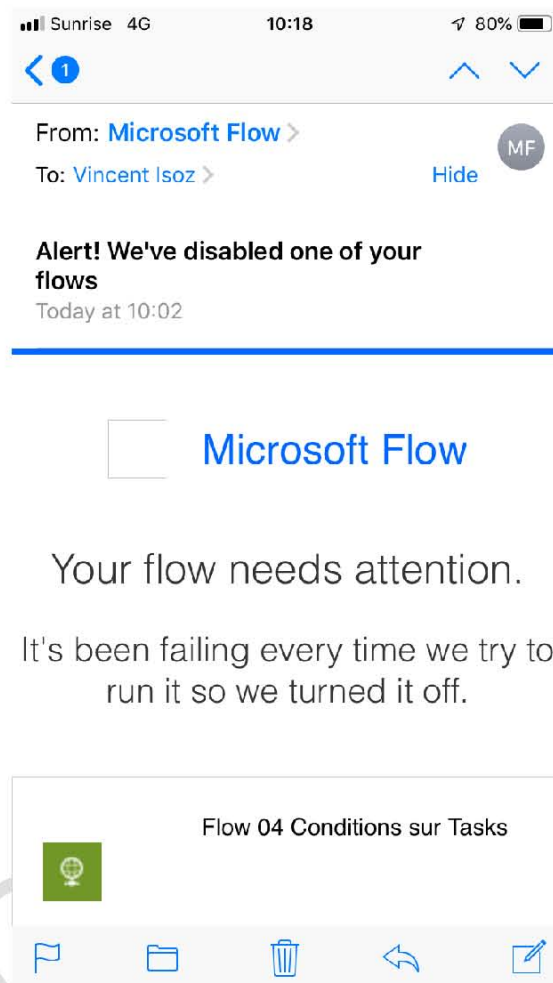 Sunrise 4G 10:18 80%
1
From: Microsoft Flow
MF
To: Vincent Isoz Hide
Alert! We've disabled one of your
flows
Today at 10:02
Microsoft Flow
Your flow needs attention.
It's been failing every time we try to
run it so we turned it off.
Flow 04 Conditions sur Tasks